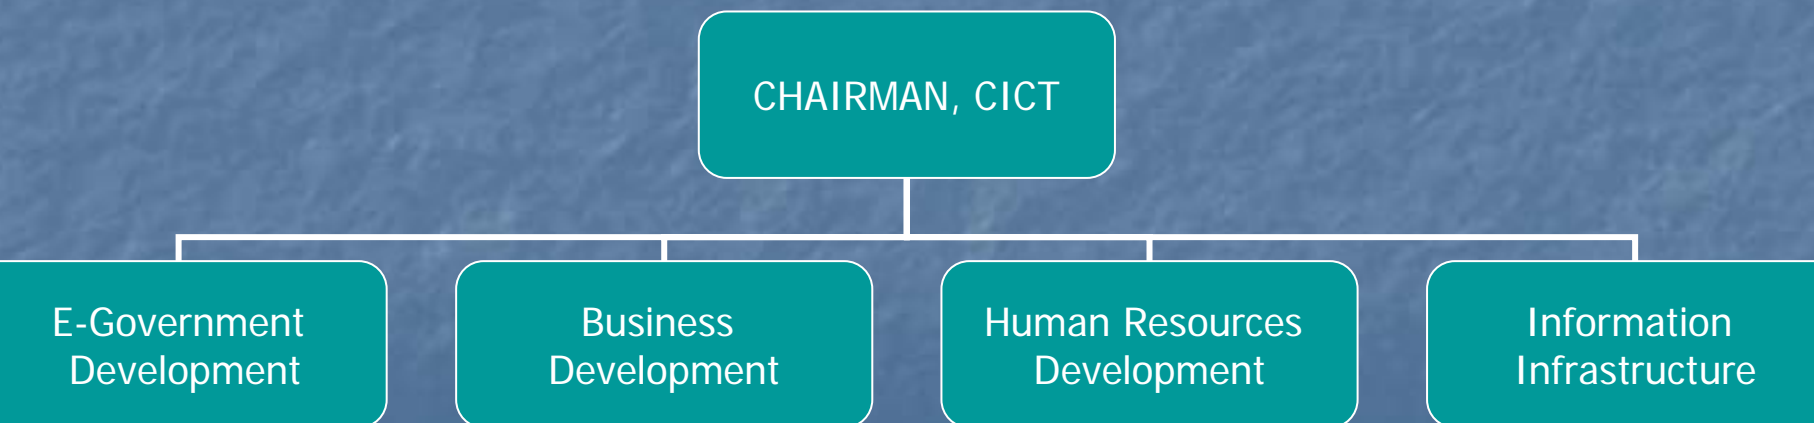 CHAIRMAN, CICT
E-Government
Development
Business
Development
Human Resources
Development
Information
Infrastructure